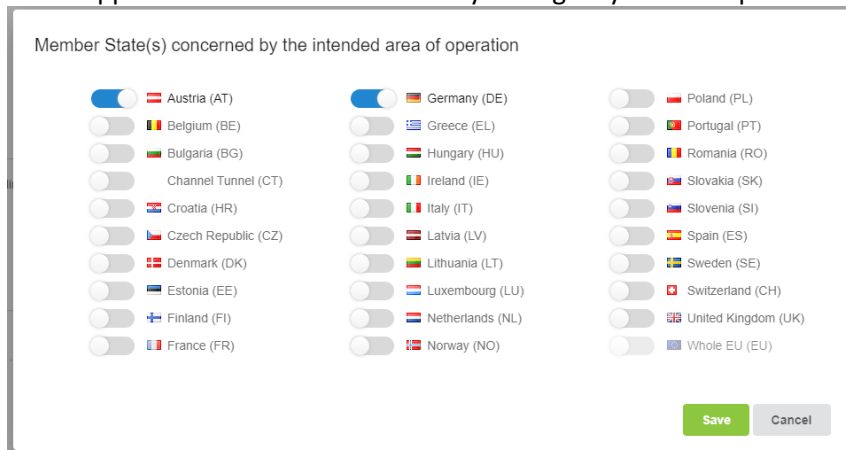 Member State(s) concerned by the intended area of operation
Austria (AT)
Germany (DE)
Poland (PL)
Belgium (BE)
Greece (EL)
Portugal (PT)
Bulgaria (BG)
Hungary (HU)
Romania (RO)
Channel Tunnel (CT)
Ireland (IE)
Slovakia (SK)
Croatia (HR)
Italy (IT)
Slovenia (SI)
Czech Republic (CZ)
Latvia (LV)
Spain (ES)
Denmark (DK)
Lithuania (LT)
Sweden (SE)
Estonia (EE)
Luxembourg (LU)
Switzerland (CH)
Finland (FI)
Netherlands (NL)
United Kingdom (UK)
France (FR)
Norway (NO)
Whole EU (EU)
Save
Cancel